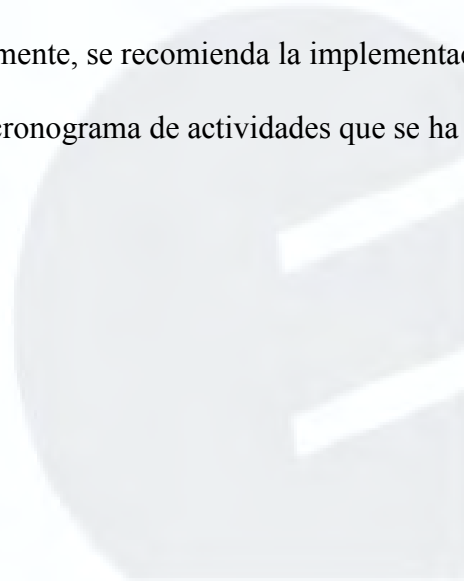 mente, se recomienda la implementac
cronograma de actividades que se ha